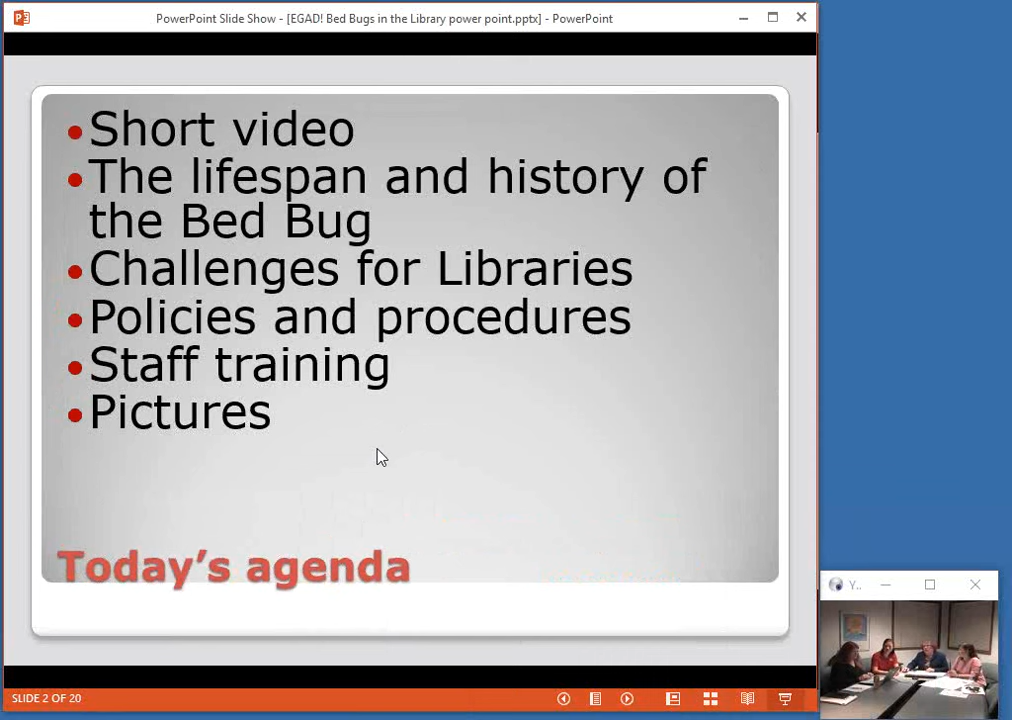 PowerPoint Slide Show - [EGAD! Bed Bugs in the Library power point.pptx] - PowerPoint
•Short video
•The lifespan and history of
the Bed Bug
•Challenges for Libraries
•Policies and procedures
•Staff training
•Pictures
Today's agenda
Y..
SLIDE 2 OF 20